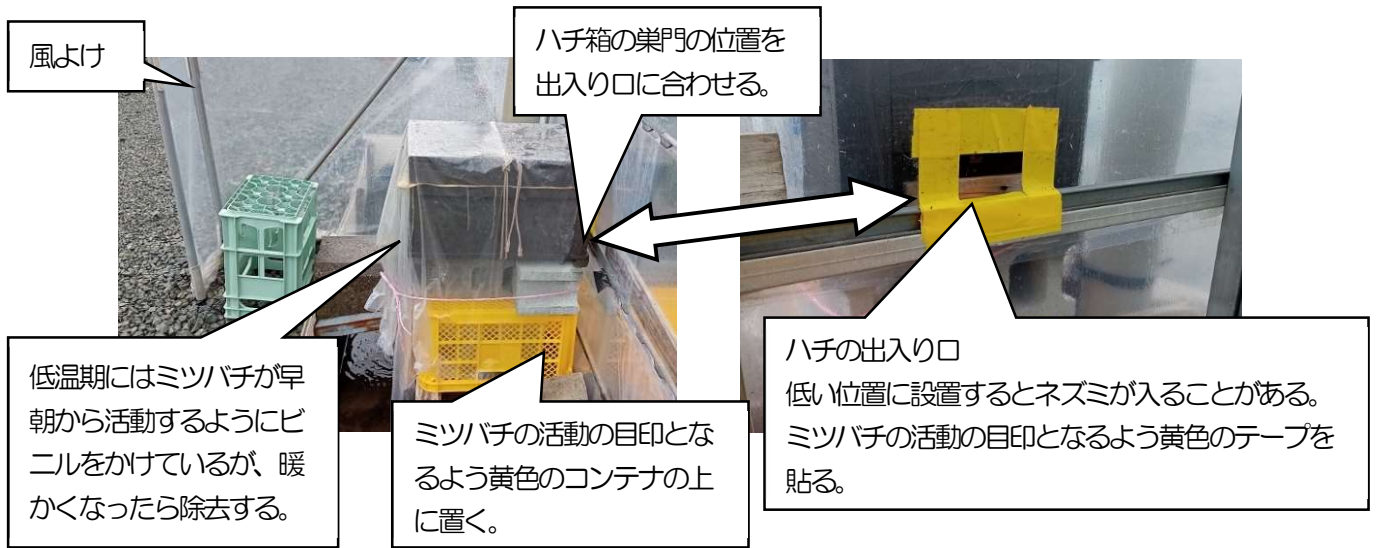 風よけ
ハチ箱の巣門の位置を
出入り口に合わせる。
低温期にはミツバチが早
朝から活動するようにビ
ニルをかけているが、暖
かくなったら除去する。
ミツバチの活動の目印とな
るよう黄色のコンテナの上
に置く。
ハチの出入り口
低い位置に設置するとネズミが入ることがある。
ミツバチの活動の目印となるよう黄色のテープを
貼る。